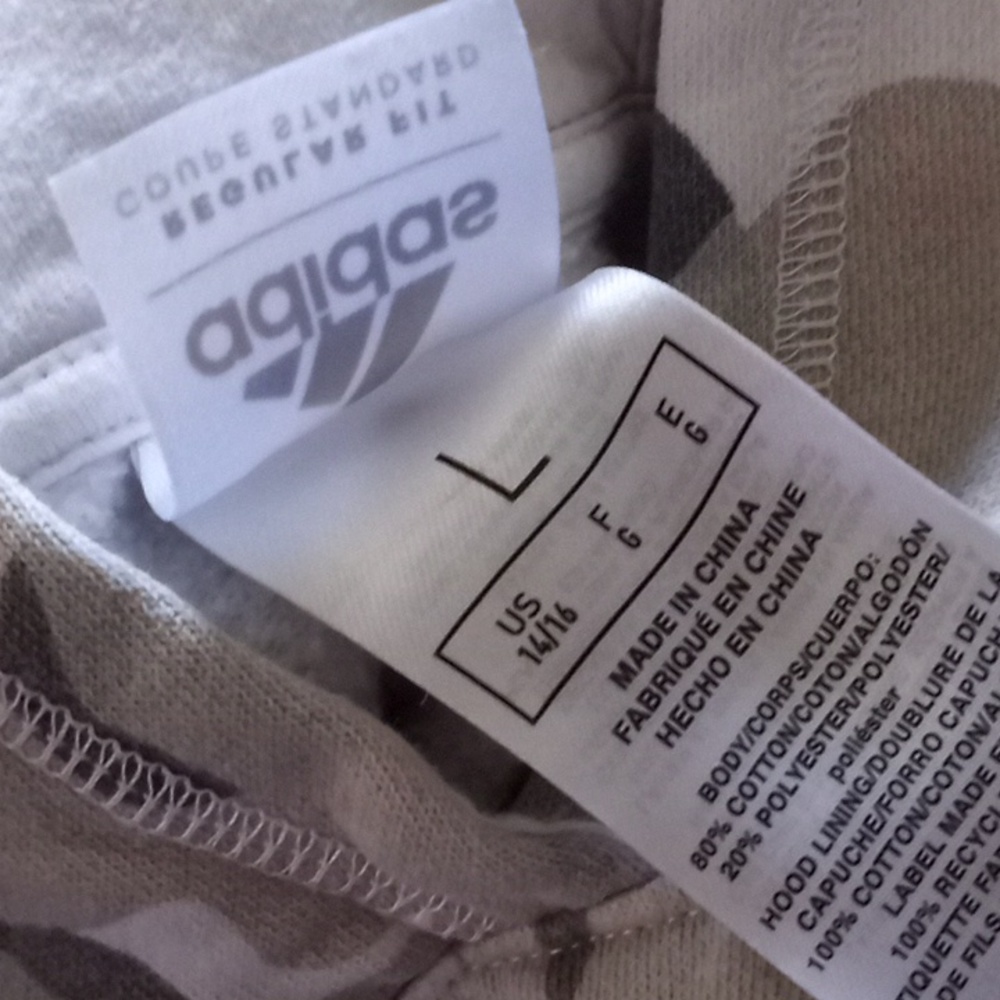 COUPE STANDARD
REGULAR FIT
adidas
L
US
14/16
F
G
E
G
MADE IN CHINA
FABRIQUÉ EN CHINE
HECHO EN CHINA
BODY/CORPS/CUERPO:
80% COTTON/COTON/ALGODÓN
20% POLYESTER/POLYESTER/
poliéster
HOOD LINING/DOUBLURE DE LA
CAPUCHE/FORRO CAPUCH
100% COTTON/COTON/AL
LABEL MADE F
100% RECYCL
TIQUETTE FA
DE FILS